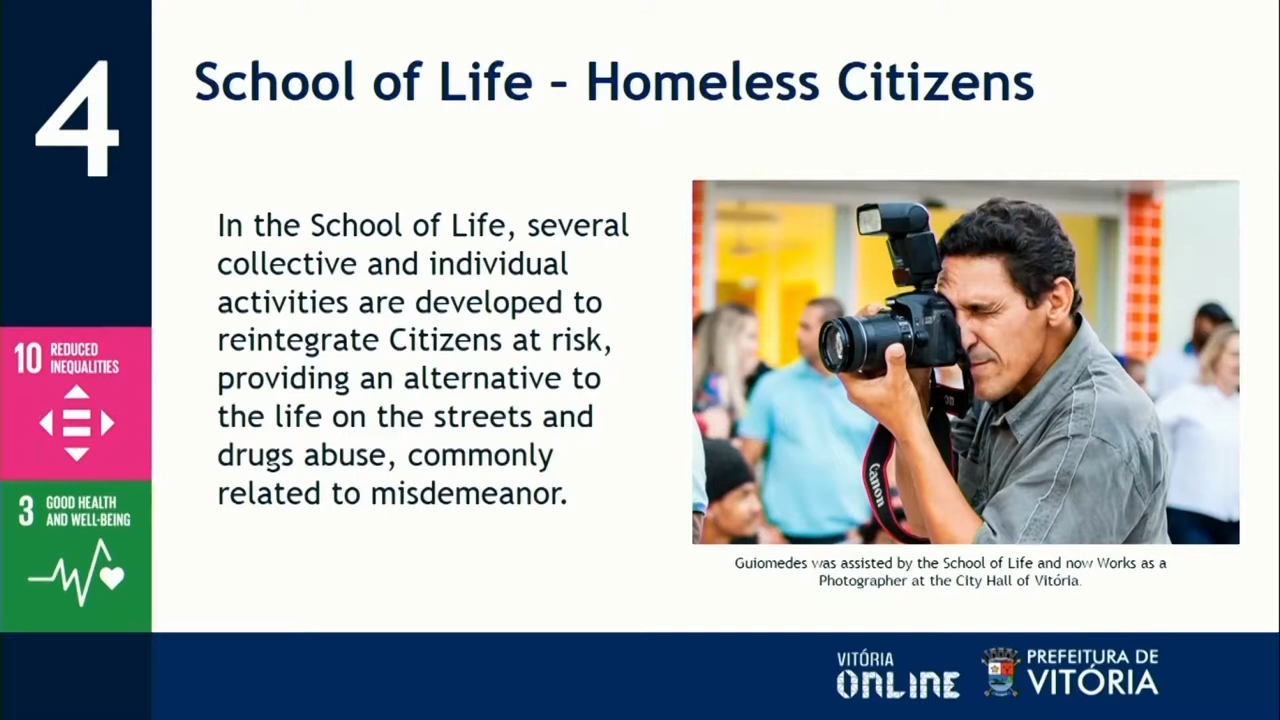 4
School of Life – Homeless Citizens
In the School of Life, several
collective and individual
activities are developed to
reintegrate Citizens at risk,
providing an alternative to
the life on the streets and
drugs abuse, commonly
related to misdemeanor.
10 REDUCED
INEQUALITIES
3 GOOD HEALTH
AND WELL-BEING
Canon
Guiomedes was assisted by the School of Life and now Works as a
Photographer at the City Hall of Vitória.
VITÓRIA
ONLINE
PREFEITURA DE
VITÓRIA